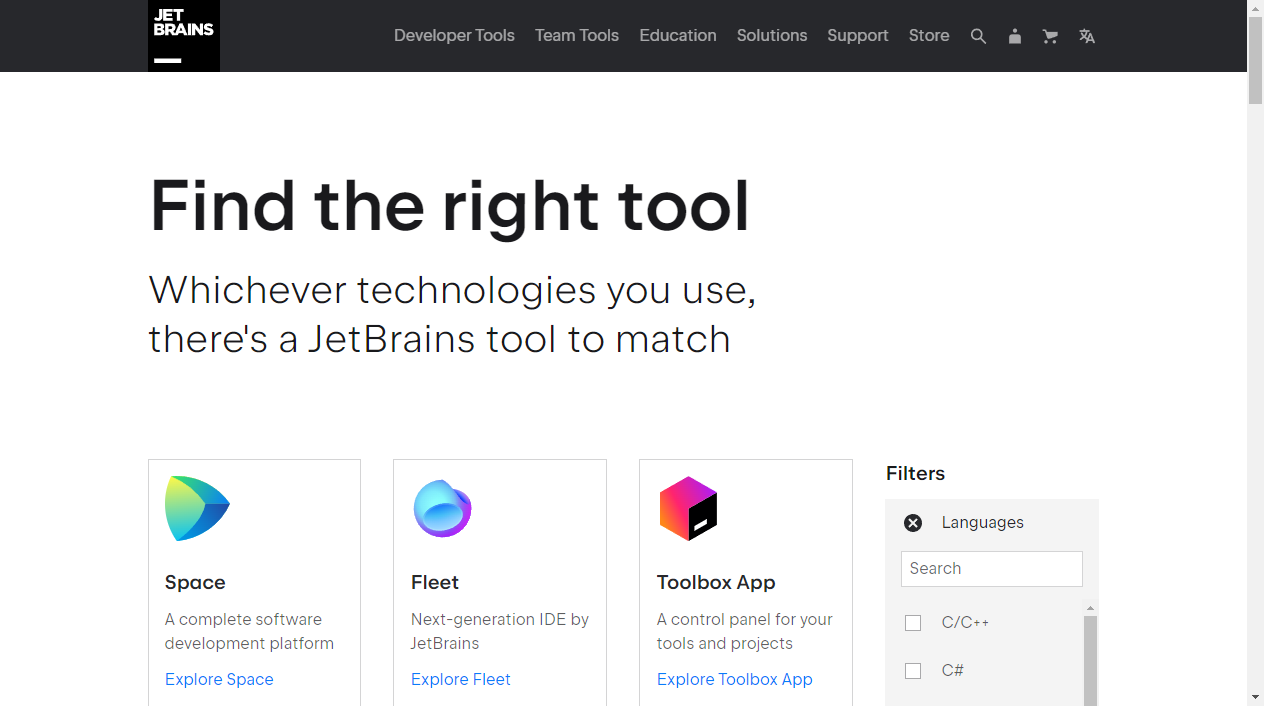 JET
BRAINS
Developer Tools Team Tools Education Solutions Support Store
Find the right tool
Whichever technologies you use,
there's a JetBrains tool to match
Space
A complete software
development platform
Explore Space
Fleet
Next-generation IDE by
JetBrains
Explore Fleet
Toolbox App
A control panel for your
tools and projects
Explore Toolbox App
Filters
Languages
Search
C/C++
C#